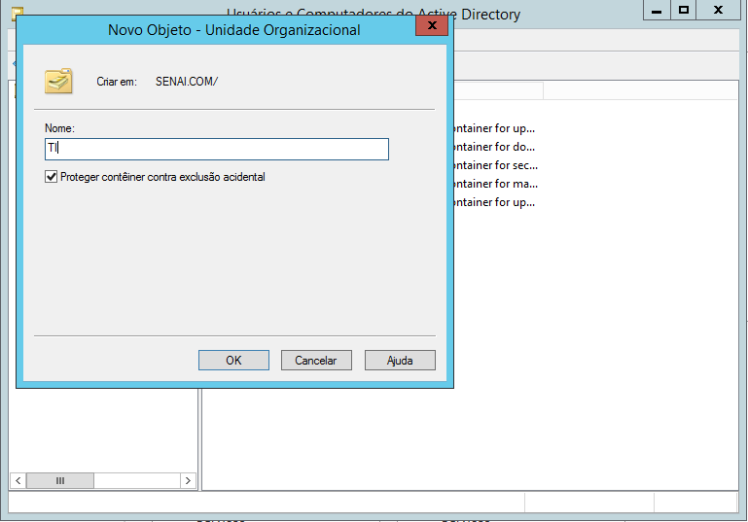 Usuários e Computadores do Active Directory
Novo Objeto - Unidade Organizacional
x
x
Criar em: SENAI.COM/
Nome:
TI
Proteger contêiner contra exclusão acidental
OK Cancelar Ajuda
ontainer for up...
ontainer for do...
ontainer for sec...
ontainer for ma...
ontainer for up...